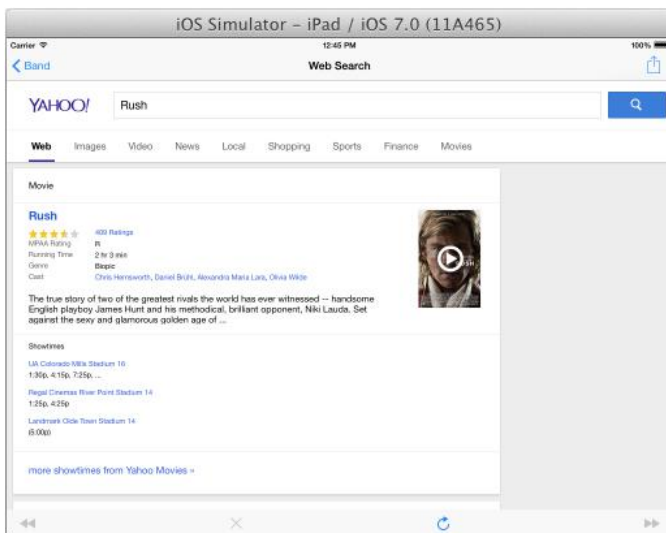 iOS Simulator – iPad / iOS 7.0 (11A465)
Carrier 12:45 PM 100%
Band Web Search
YAHOO! Rush
Web Images Video News Local Shopping Sports Finance Movies
Movie
Rush
409 Ratings
MPAA Rating R
Running Time 2 hr 3 min
Genre Biopic
Cast Chris Hemsworth, Daniel Brühl, Alexandra Maria Lara, Olivia Wilde
The true story of two of the greatest rivals the world has ever witnessed -- handsome
English playboy James Hunt and his methodical, brilliant opponent, Niki Lauda. Set
against the sexy and glamorous golden age of ...
Showtimes
UA Colorado Mills Stadium 16
1:30p, 4:15p, 7:25p, ...
Regal Cinemas River Point Stadium 14
1:25p, 4:25p
Landmark Olde Town Stadium 14
(5:00p)
more showtimes from Yahoo Movies »